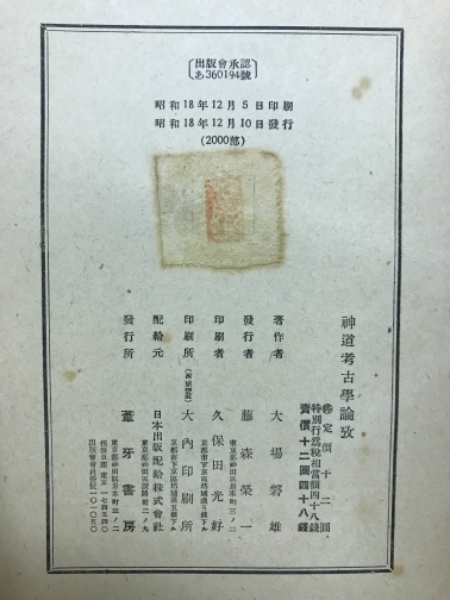 出版會承認
あ360194號
昭和18年12月5日印刷
昭和18年12月10日發行
(2000部)
神道考古學論攷
定價十二圓
特別行爲稅相當額四十八錢
賣價十二圓四十八錢
著作者 大場磐雄
發行者 藤森榮一
印刷者 久保田光好
印刷所 大內印刷所
配給元 日本出版配給株式會社
發行所 葦牙書房